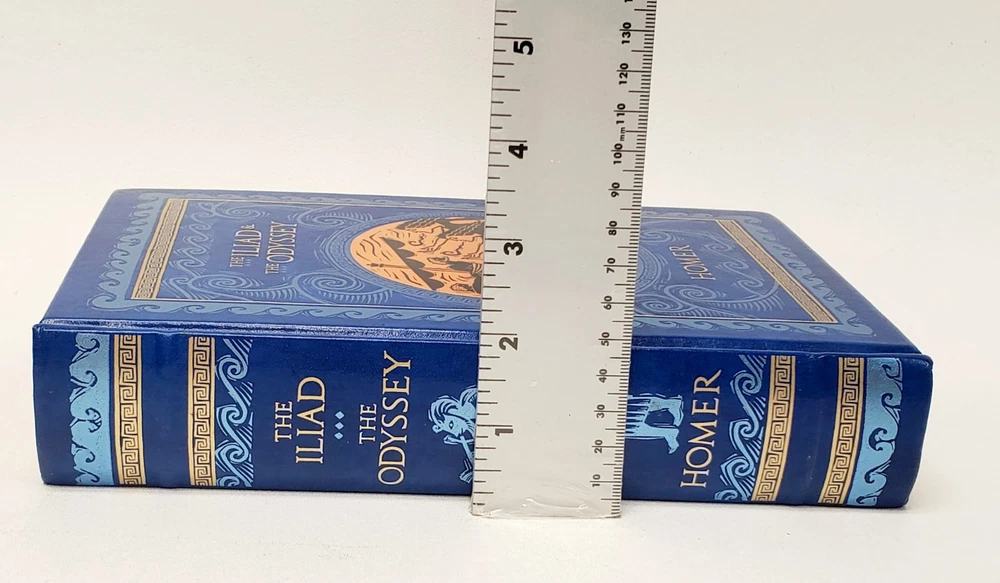 THE ILIAD &
THE ODYSSEY
HOMER
THE
ILIAD
THE
ODYSSEY
HOMER
5
4
3
2
1
130
120
110
100 mm
90
80
70
60
50
40
30
20
10